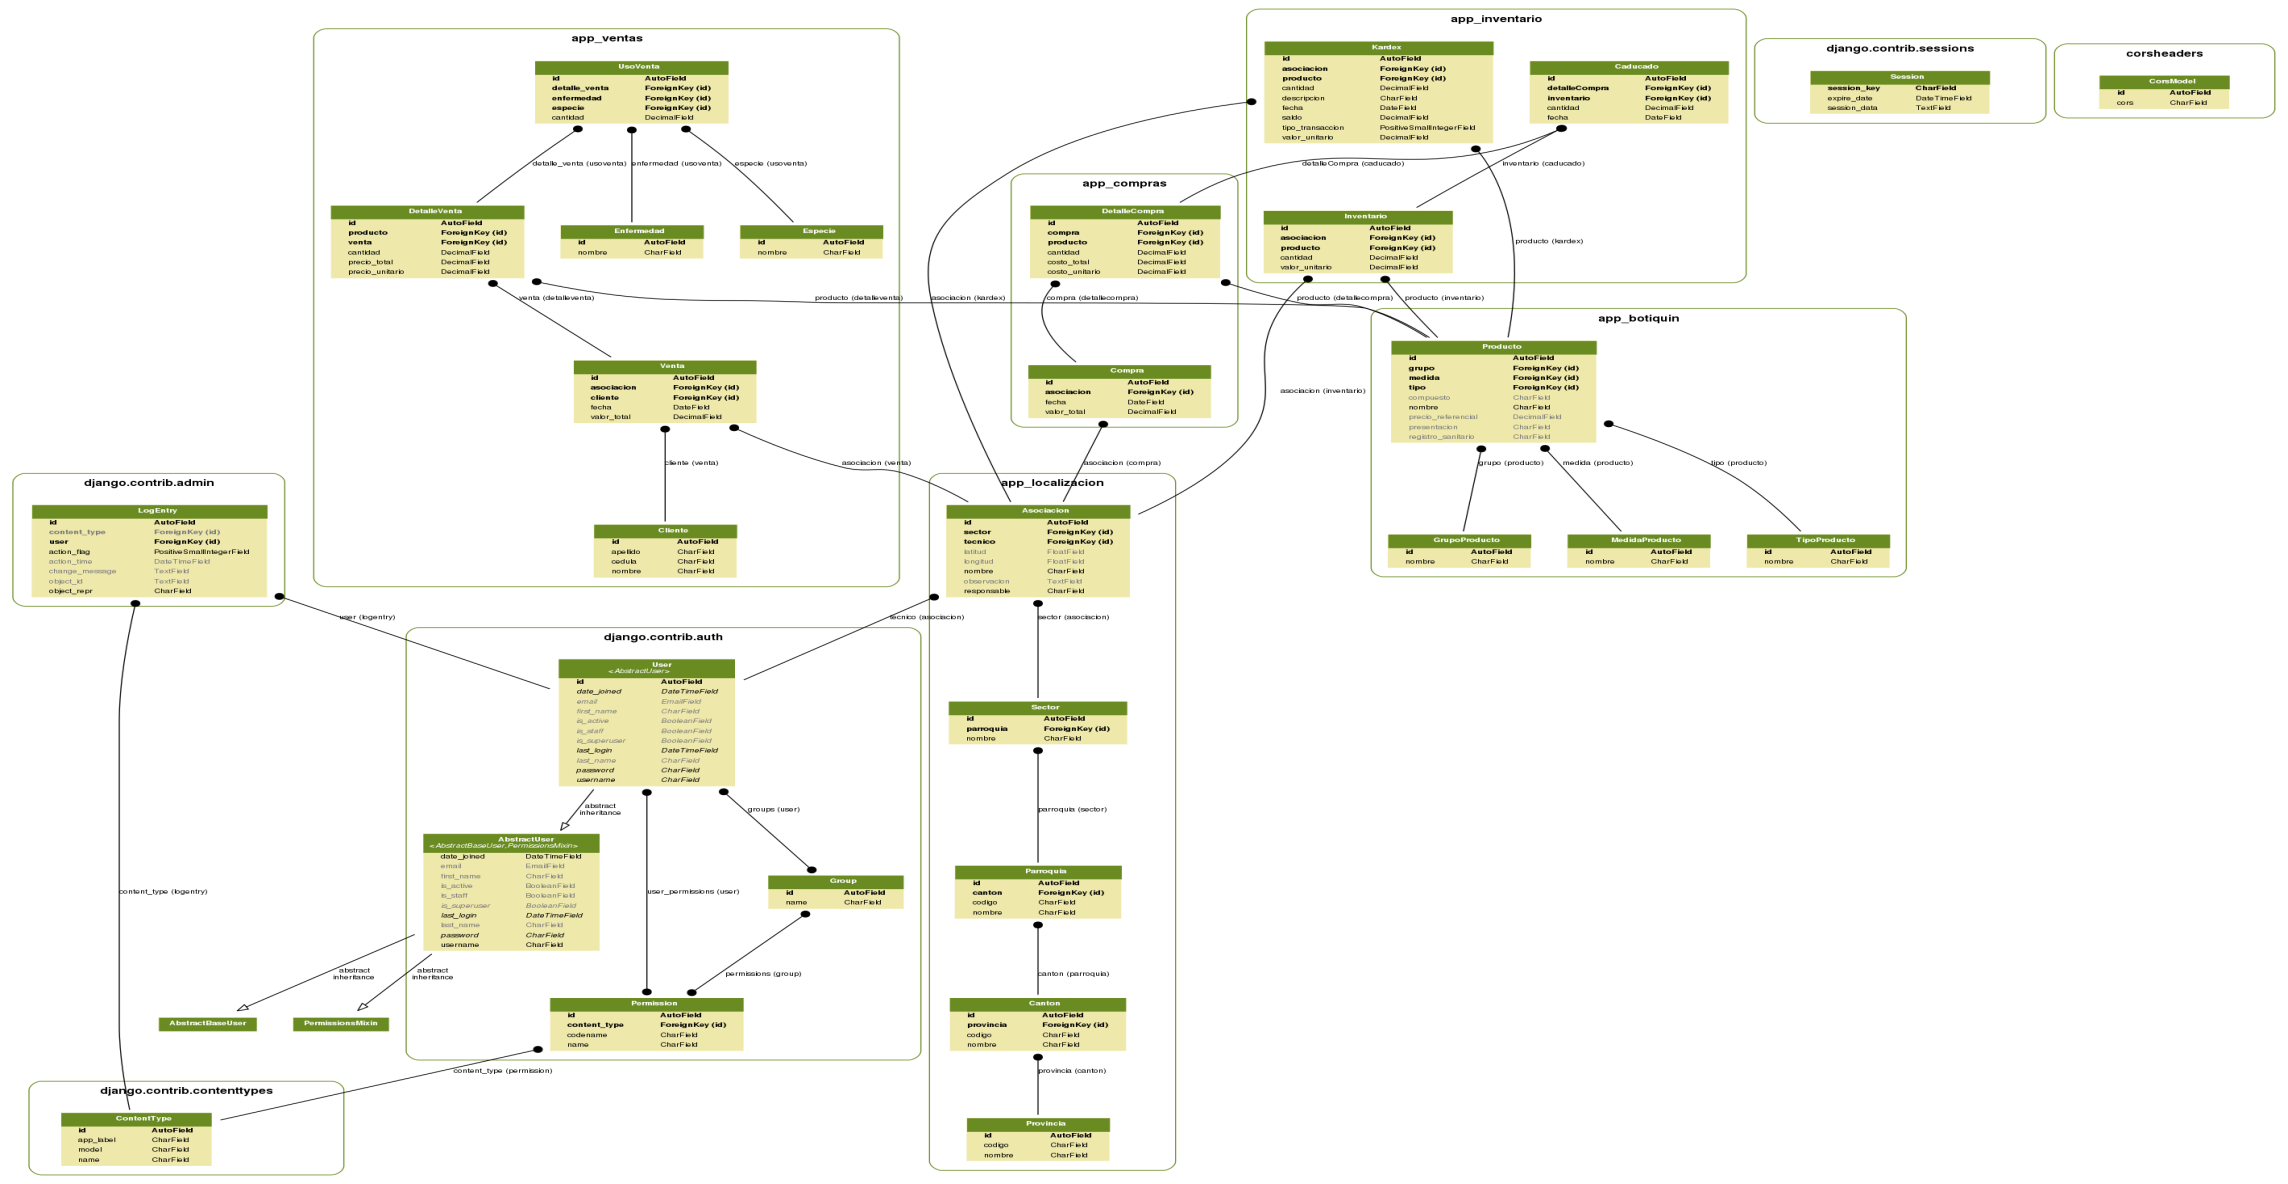 app_ventas
UsoVenta
id AutoField
detalle_venta ForeignKey (id)
enfermedad ForeignKey (id)
especie ForeignKey (id)
cantidad DecimalField
detalle_venta (usoventa)
enfermedad (usoventa)
especie (usoventa)
DetalleVenta
id AutoField
producto ForeignKey (id)
venta ForeignKey (id)
cantidad DecimalField
precio_total DecimalField
precio_unitario DecimalField
Enfermedad
id AutoField
nombre CharField
Especie
id AutoField
nombre CharField
venta (detalleventa)
producto (detalleventa)
Venta
id AutoField
asociacion ForeignKey (id)
cliente ForeignKey (id)
fecha DateField
valor_total DecimalField
cliente (venta)
asociacion (venta)
Cliente
id AutoField
apellido CharField
cedula CharField
nombre CharField
app_inventario
Kardex
id AutoField
asociacion ForeignKey (id)
producto ForeignKey (id)
cantidad DecimalField
descripcion CharField
fecha DateField
saldo DecimalField
tipo_transaccion PositiveSmallIntegerField
valor_unitario DecimalField
Caducado
id AutoField
detalleCompra ForeignKey (id)
inventario ForeignKey (id)
cantidad DecimalField
fecha DateField
detalleCompra (caducado)
inventario (caducado)
Inventario
id AutoField
asociacion ForeignKey (id)
producto ForeignKey (id)
cantidad DecimalField
valor_unitario DecimalField
producto (kardex)
asociacion (kardex)
producto (inventario)
asociacion (inventario)
django.contrib.sessions
Session
session_key CharField
expire_date DateTimeField
session_data TextField
corsheaders
CorsModel
id AutoField
cors CharField
app_compras
DetalleCompra
id AutoField
compra ForeignKey (id)
producto ForeignKey (id)
cantidad DecimalField
costo_total DecimalField
costo_unitario DecimalField
compra (detallecompra)
producto (detallecompra)
Compra
id AutoField
asociacion ForeignKey (id)
fecha DateField
valor_total DecimalField
asociacion (compra)
app_botiquin
Producto
id AutoField
grupo ForeignKey (id)
medida ForeignKey (id)
tipo ForeignKey (id)
compuesto CharField
nombre CharField
precio_referencial DecimalField
presentacion CharField
registro_sanitario CharField
grupo (producto)
medida (producto)
tipo (producto)
GrupoProducto
id AutoField
nombre CharField
MedidaProducto
id AutoField
nombre CharField
TipoProducto
id AutoField
nombre CharField
django.contrib.admin
LogEntry
id AutoField
content_type ForeignKey (id)
user ForeignKey (id)
action_flag PositiveSmallIntegerField
action_time DateTimeField
change_message TextField
object_id TextField
object_repr CharField
user (logentry)
content_type (logentry)
app_localizacion
Asociacion
id AutoField
sector ForeignKey (id)
tecnico ForeignKey (id)
latitud FloatField
longitud FloatField
nombre CharField
observacion TextField
responsable CharField
tecnico (asociacion)
sector (asociacion)
Sector
id AutoField
parroquia ForeignKey (id)
nombre CharField
parroquia (sector)
Parroquia
id AutoField
canton ForeignKey (id)
codigo CharField
nombre CharField
canton (parroquia)
Canton
id AutoField
provincia ForeignKey (id)
codigo CharField
nombre CharField
provincia (canton)
Provincia
id AutoField
codigo CharField
nombre CharField
django.contrib.auth
User
<AbstractUser>
id AutoField
date_joined DateTimeField
email EmailField
first_name CharField
is_active BooleanField
is_staff BooleanField
is_superuser BooleanField
last_login DateTimeField
last_name CharField
password CharField
username CharField
abstract
inheritance
groups (user)
user_permissions (user)
AbstractUser
<AbstractBaseUser,PermissionsMixin>
date_joined DateTimeField
email EmailField
first_name CharField
is_active BooleanField
is_staff BooleanField
is_superuser BooleanField
last_login DateTimeField
last_name CharField
password CharField
username CharField
Group
id AutoField
name CharField
permissions (group)
abstract
inheritance
abstract
inheritance
AbstractBaseUser
PermissionsMixin
Permission
id AutoField
content_type ForeignKey (id)
codename CharField
name CharField
content_type (permission)
django.contrib.contenttypes
ContentType
id AutoField
app_label CharField
model CharField
name CharField